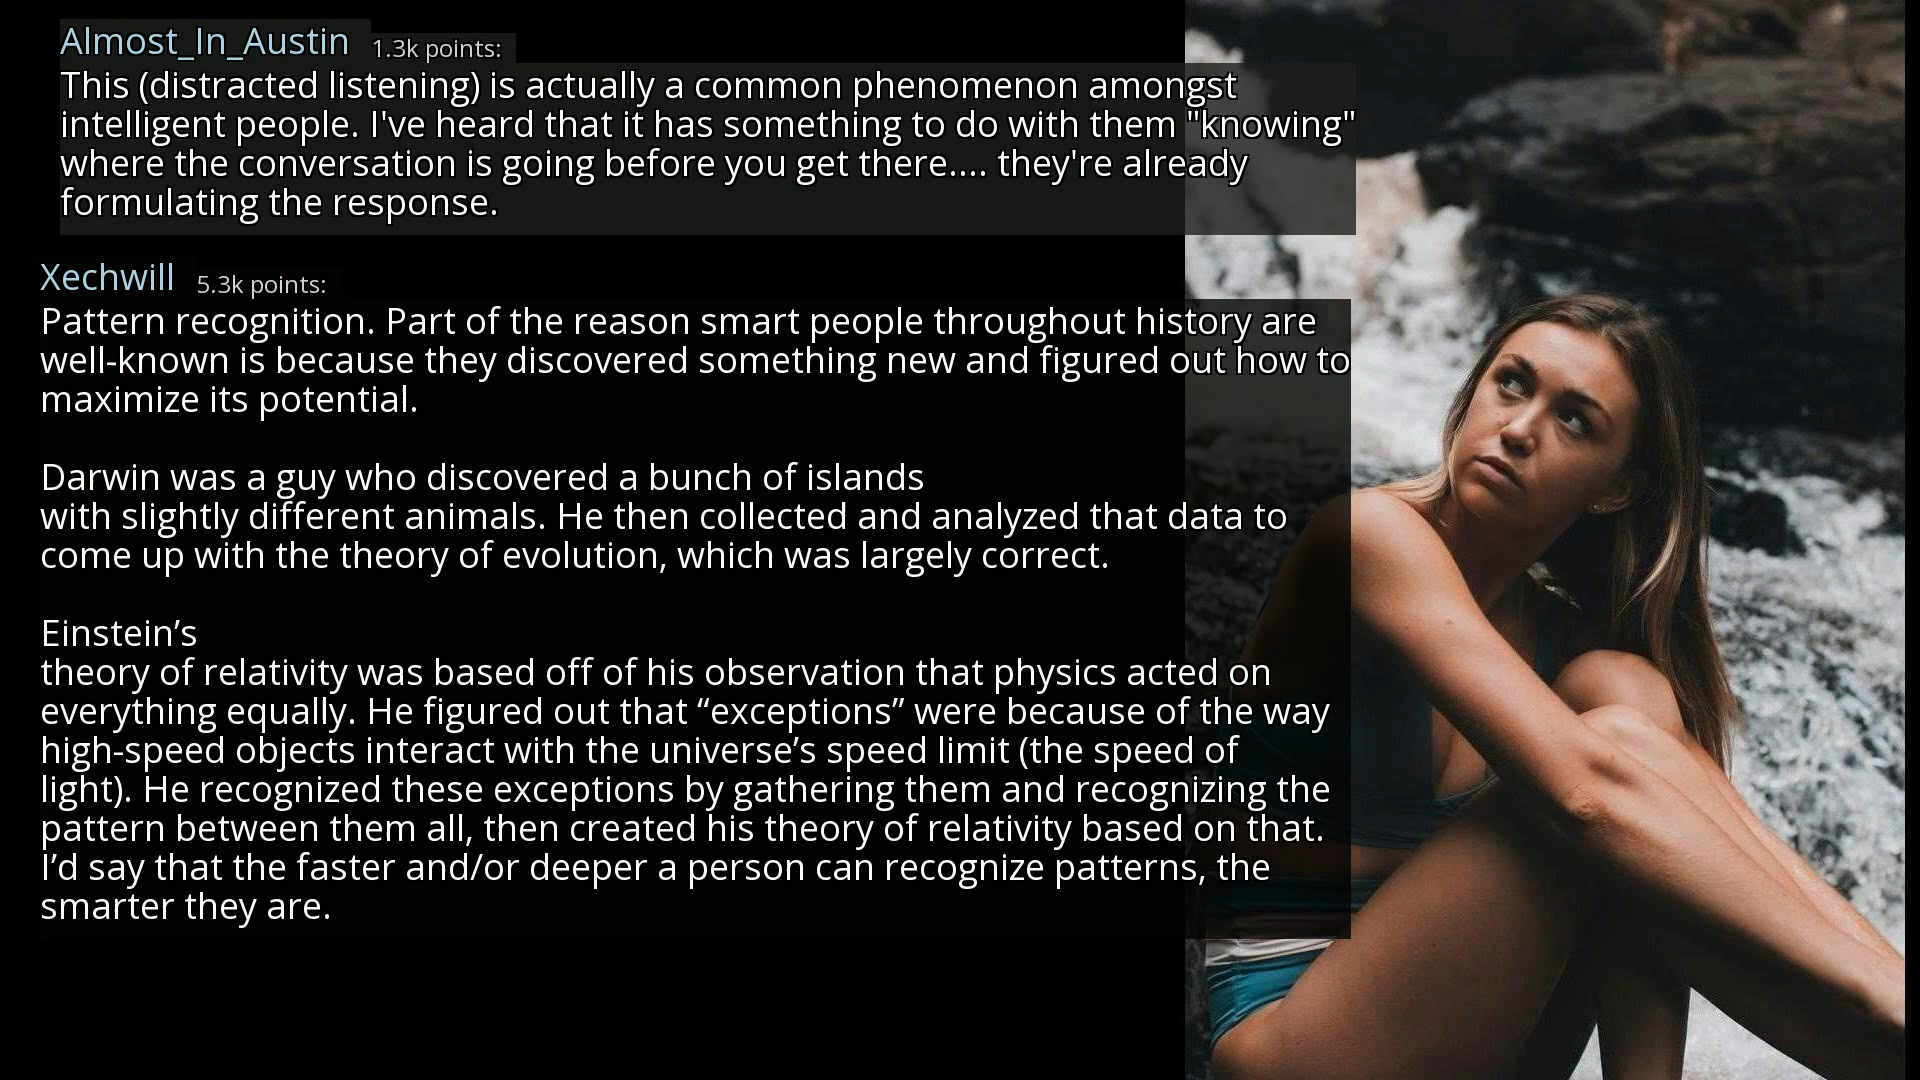 Almost_In_Austin 1.3k points:
This (distracted listening) is actually a common phenomenon amongst
intelligent people. I've heard that it has something to do with them "knowing"
where the conversation is going before you get there.... they're already
formulating the response.
Xechwill 5.3k points:
Pattern recognition. Part of the reason smart people throughout history are
well-known is because they discovered something new and figured out how to
maximize its potential.
Darwin was a guy who discovered a bunch of islands
with slightly different animals. He then collected and analyzed that data to
come up with the theory of evolution, which was largely correct.
Einstein’s
theory of relativity was based off of his observation that physics acted on
everything equally. He figured out that “exceptions” were because of the way
high-speed objects interact with the universe’s speed limit (the speed of
light). He recognized these exceptions by gathering them and recognizing the
pattern between them all, then created his theory of relativity based on that.
I’d say that the faster and/or deeper a person can recognize patterns, the
smarter they are.